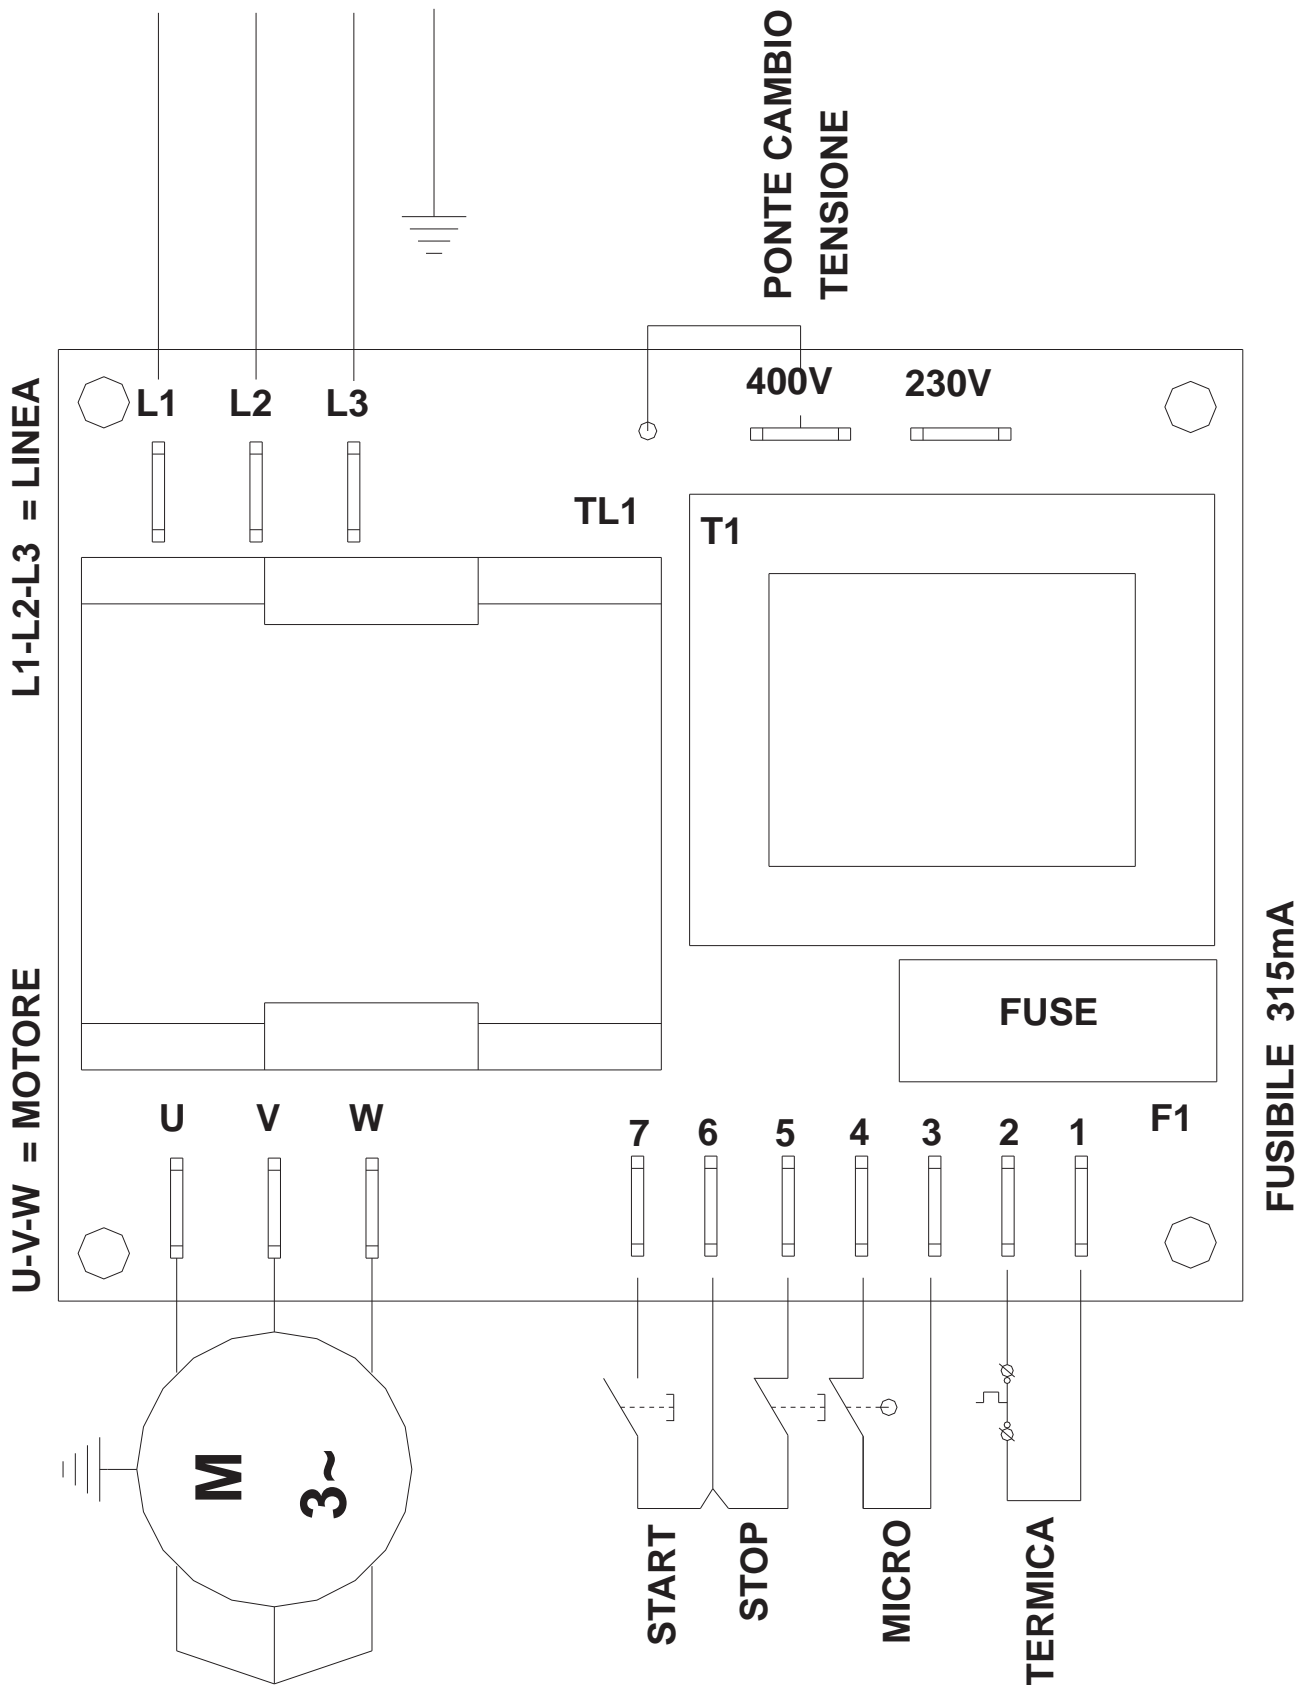 PONTE CAMBIO
TENSIONE
L1-L2-L3 = LINEA
L1 L2 L3
400V 230V
TL1
T1
FUSE
FUSIBILE 315mA
U-V-W = MOTORE
U V W
7 6 5 4 3 2 1
F1
M
3~
START
STOP
MICRO
TERMICA